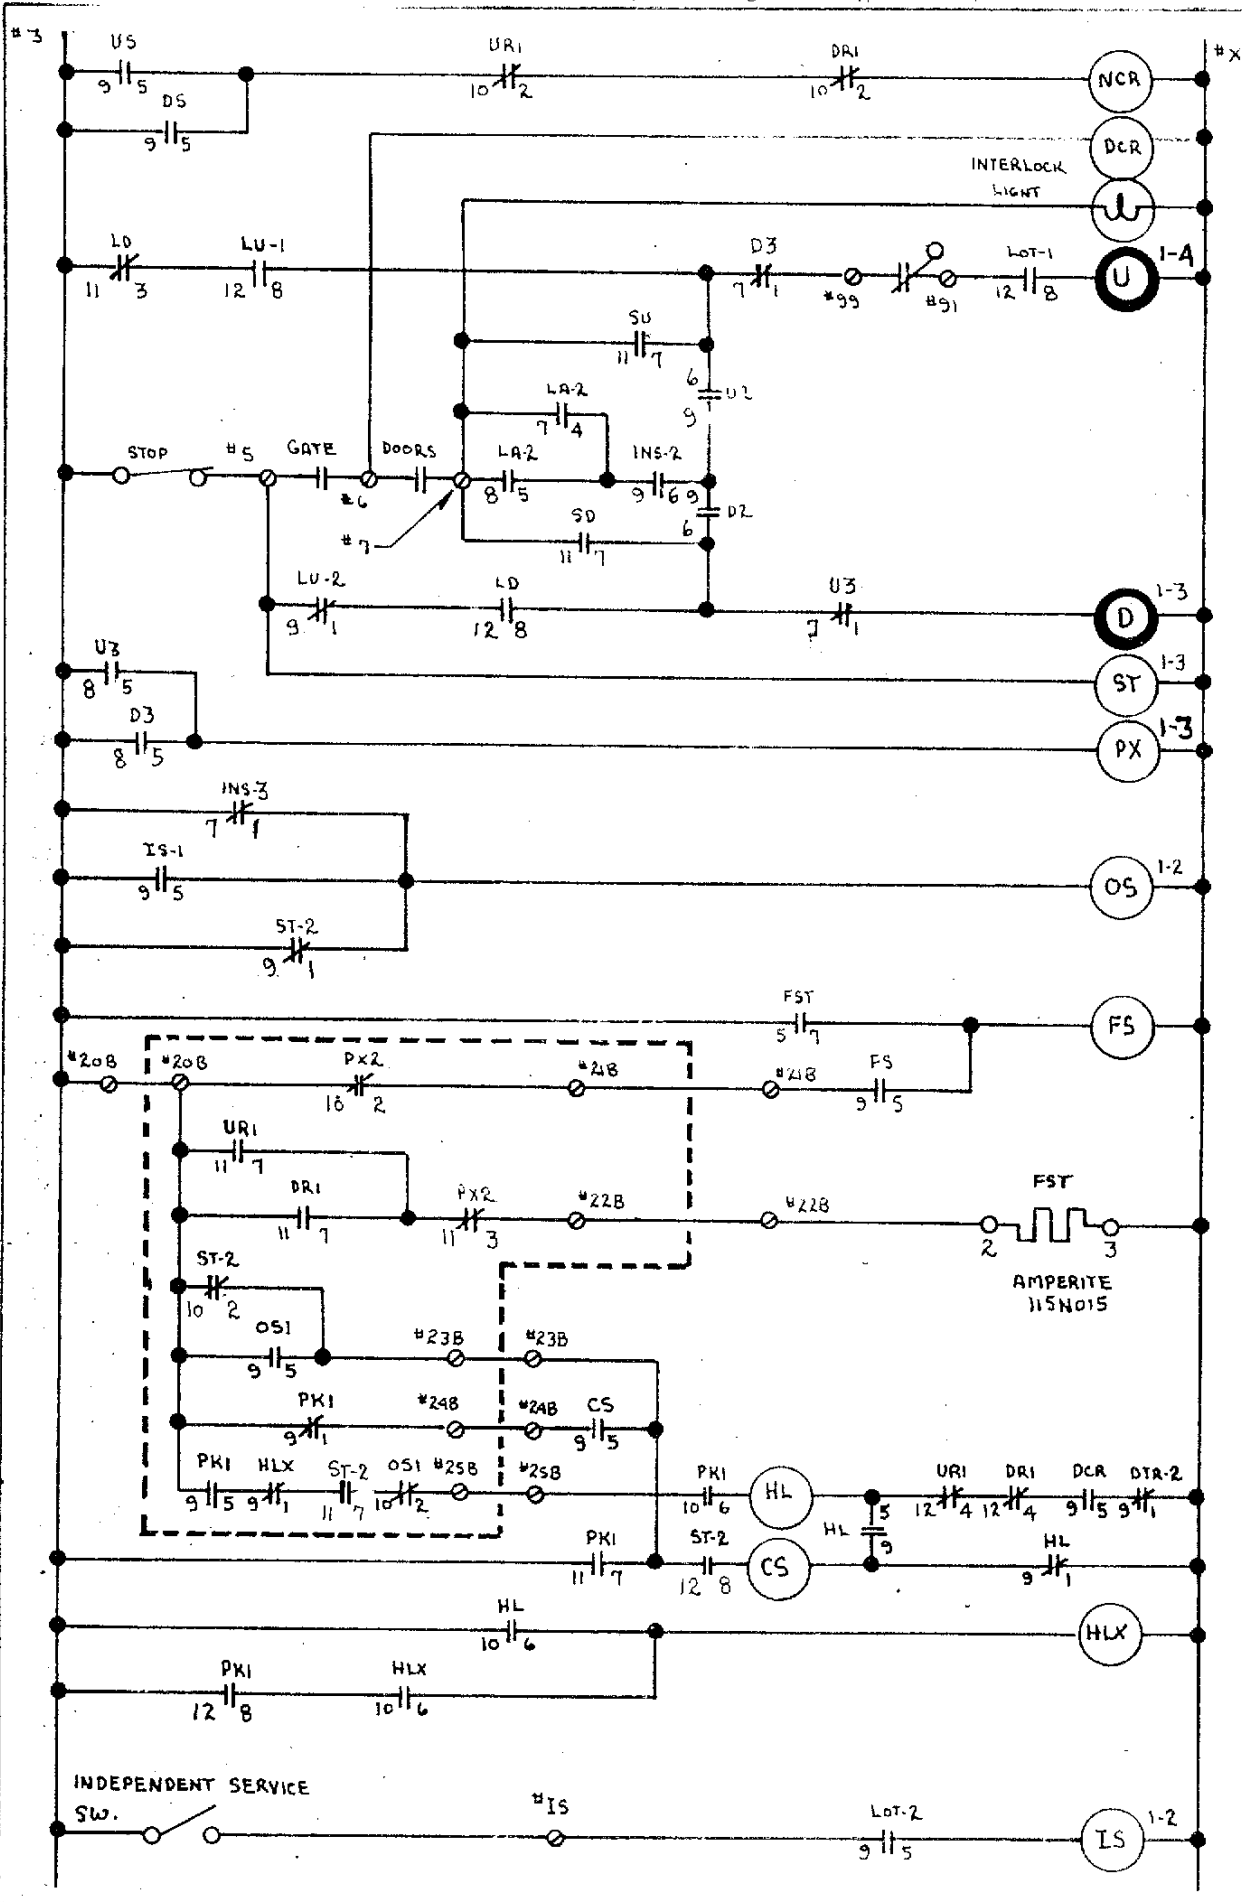 #3 #X
US UR1 DR1
9 5 10 2 10 2 NCR
DS
9 5
DCR
INTERLOCK
LIGHT
LD LU-1 D3 LOT-1 1-A
11 3 12 8 7 1 #99 #91 12 8 U
SU
11 7
6 U2
9
LA-2
7 4
STOP #5 GATE DOORS LA-2 INS-2
#6 8 5 9 6 9
#7 D2
6
SD
11 7
LU-2 LD U3 1-3
9 1 12 8 7 1 D
U3 1-3
8 5 ST
D3 1-3
8 5 PX
INS-3
7 1
IS-1 1-2
9 5 OS
ST-2
9 1
FST
5 7 FS
#20B #20B PX2 #21B #21B FS
10 2 9 5
UR1
11 7
DR1 PX2 #22B #22B FST
11 7 11 3 2 3
AMPERITE
115N015
ST-2
10 2
OS1 #23B #23B
9 5
PK1 #24B #24B CS
9 1 9 5
PK1 HLX ST-2 OS1 #25B #25B PK1 HL UR1 DR1 DCR DTR-2
9 5 9 1 11 7 10 2 10 6 12 4 12 4 9 5 9 1
HL 5
9
PK1 ST-2 CS HL
11 7 12 8 9 1
HL
10 6 HLX
PK1 HLX
12 8 10 6
INDEPENDENT SERVICE
SW. #IS LOT-2 1-2
9 5 IS